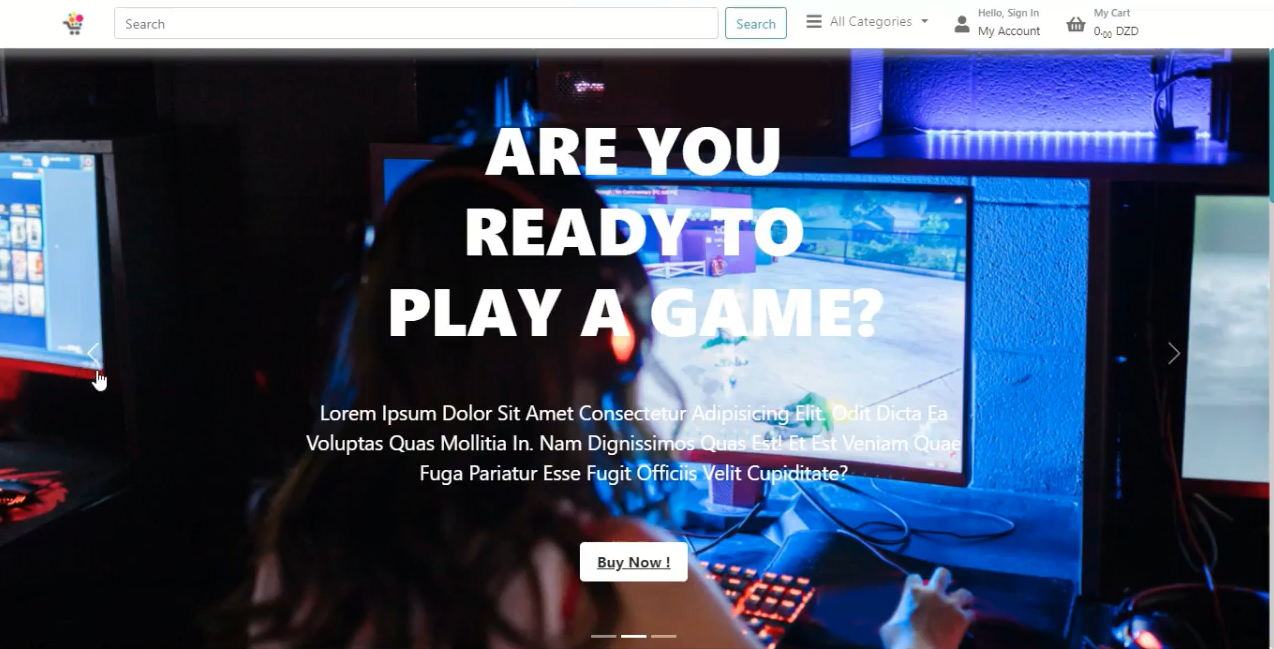 Search
Search
All Categories
Hello, Sign In
My Account
My Cart
0.00 DZD
ARE YOU
READY TO
PLAY A GAME?
Lorem Ipsum Dolor Sit Amet Consectetur Adipisicing Elit. Odit Dicta Ea
Voluptas Quas Mollitia In. Nam Dignissimos Quas Est! Et Est Veniam Quae
Fuga Pariatur Esse Fugit Officiis Velit Cupiditate?
Buy Now !